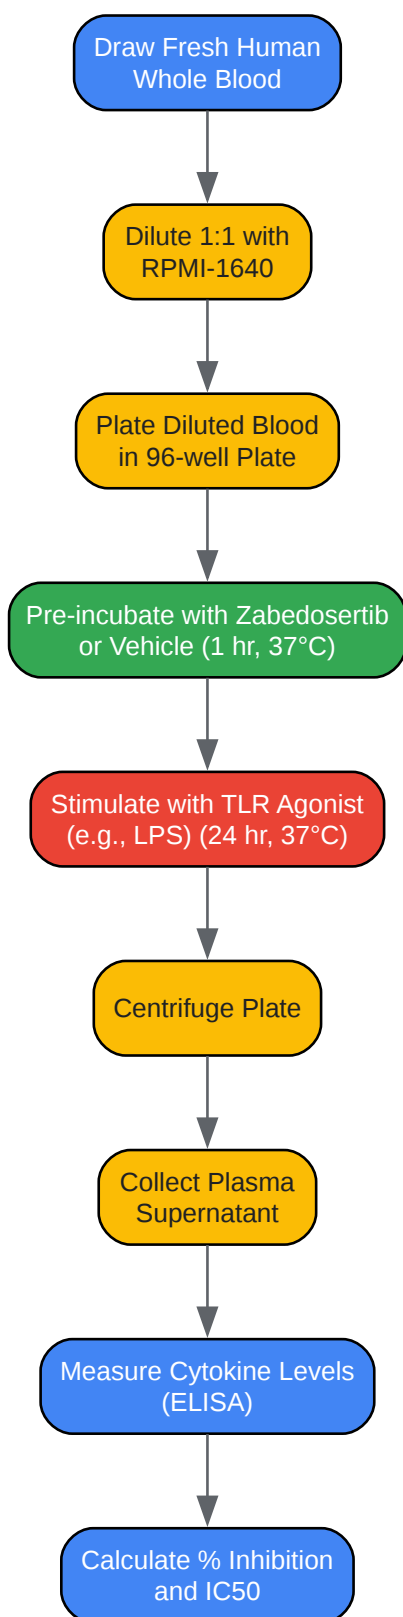 Draw Fresh Human
Whole Blood
Dilute 1:1 with
RPMI-1640
Plate Diluted Blood
in 96-well Plate
Pre-incubate with Zabedosertib
or Vehicle (1 hr, 37°C)
Stimulate with TLR Agonist
(e.g., LPS) (24 hr, 37°C)
Centrifuge Plate
Collect Plasma
Supernatant
Measure Cytokine Levels
(ELISA)
Calculate % Inhibition
and IC50